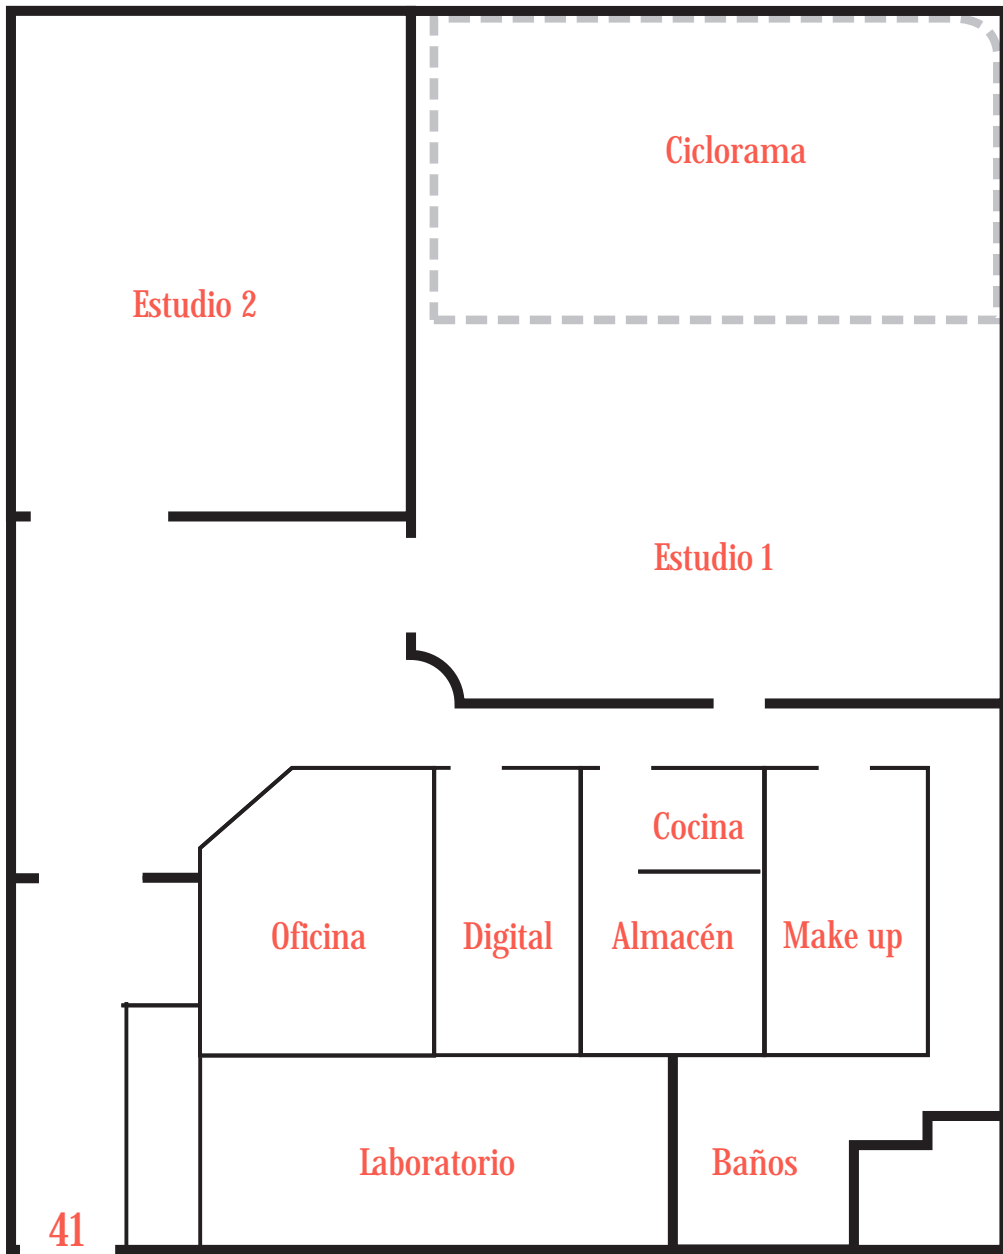 Ciclorama
Estudio 2
Estudio 1
Cocina
Oficina
Digital
Almacén
Make up
Laboratorio
Baños
41